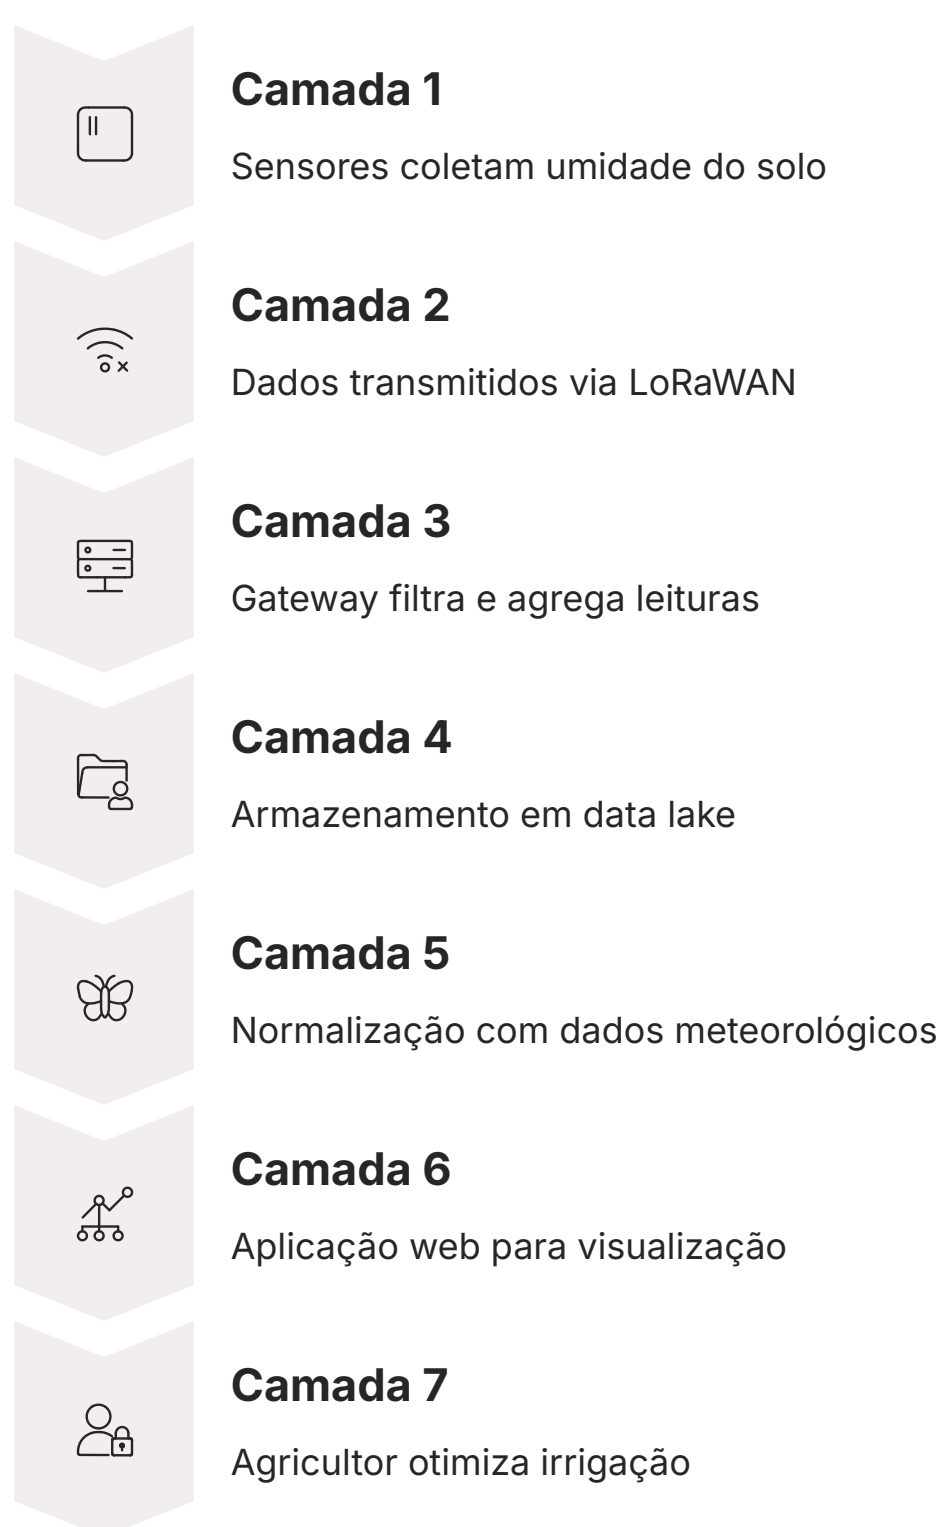 Camada 1
Sensores coletam umidade do solo
Camada 2
Dados transmitidos via LoRaWAN
Camada 3
Gateway filtra e agrega leituras
Camada 4
Armazenamento em data lake
Camada 5
Normalização com dados meteorológicos
Camada 6
Aplicação web para visualização
Camada 7
Agricultor otimiza irrigação